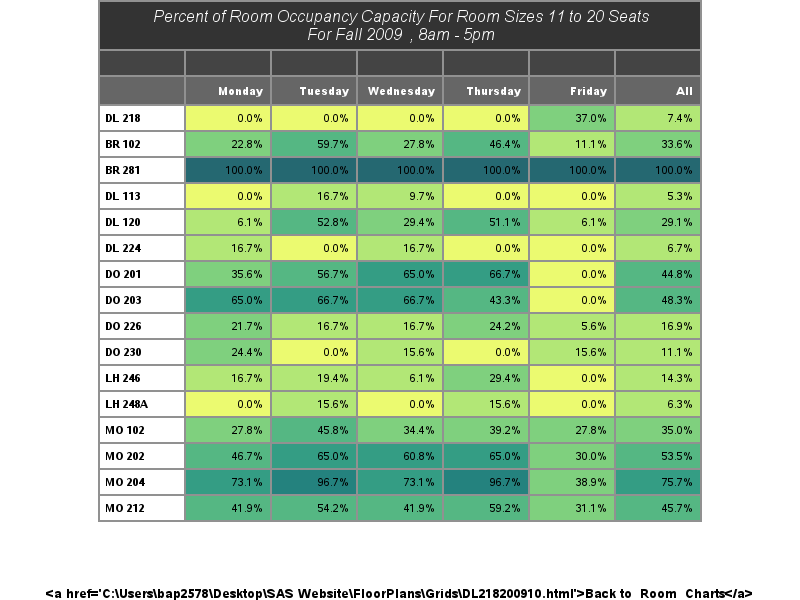 Percent of Room Occupancy Capacity For Room Sizes 11 to 20 Seats
For Fall 2009 , 8am - 5pm
Monday Tuesday Wednesday Thursday Friday All
DL 218 0.0% 0.0% 0.0% 0.0% 37.0% 7.4%
BR 102 22.8% 59.7% 27.8% 46.4% 11.1% 33.6%
BR 281 100.0% 100.0% 100.0% 100.0% 100.0% 100.0%
DL 113 0.0% 16.7% 9.7% 0.0% 0.0% 5.3%
DL 120 6.1% 52.8% 29.4% 51.1% 6.1% 29.1%
DL 224 16.7% 0.0% 16.7% 0.0% 0.0% 6.7%
DO 201 35.6% 56.7% 65.0% 66.7% 0.0% 44.8%
DO 203 65.0% 66.7% 66.7% 43.3% 0.0% 48.3%
DO 226 21.7% 16.7% 16.7% 24.2% 5.6% 16.9%
DO 230 24.4% 0.0% 15.6% 0.0% 15.6% 11.1%
LH 246 16.7% 19.4% 6.1% 29.4% 0.0% 14.3%
LH 248A 0.0% 15.6% 0.0% 15.6% 0.0% 6.3%
MO 102 27.8% 45.8% 34.4% 39.2% 27.8% 35.0%
MO 202 46.7% 65.0% 60.8% 65.0% 30.0% 53.5%
MO 204 73.1% 96.7% 73.1% 96.7% 38.9% 75.7%
MO 212 41.9% 54.2% 41.9% 59.2% 31.1% 45.7%
&lt;a href='C:\Users\bap2578\Desktop\SAS Website\FloorPlans\Grids\DL218200910.html'&gt;Back to Room Charts&lt;/a&gt;